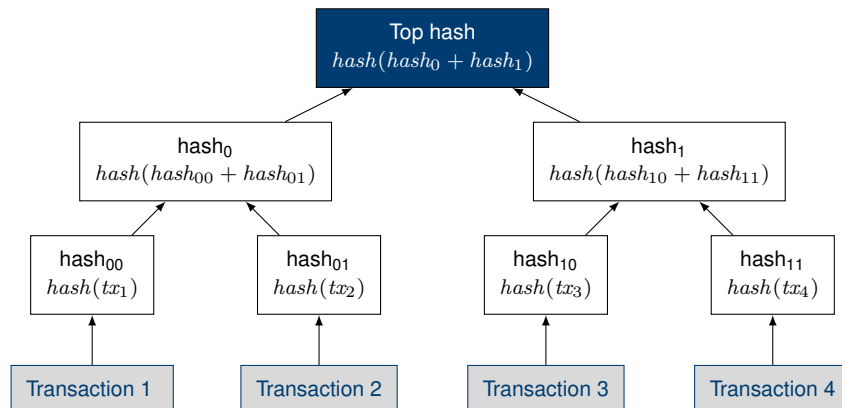 Top hash
hash(hash₀ + hash₁)
hash₀
hash(hash₀₀ + hash₀₁)
hash₁
hash(hash₁₀ + hash₁₁)
hash₀₀
hash(tx₁)
hash₀₁
hash(tx₂)
hash₁₀
hash(tx₃)
hash₁₁
hash(tx₄)
Transaction 1
Transaction 2
Transaction 3
Transaction 4